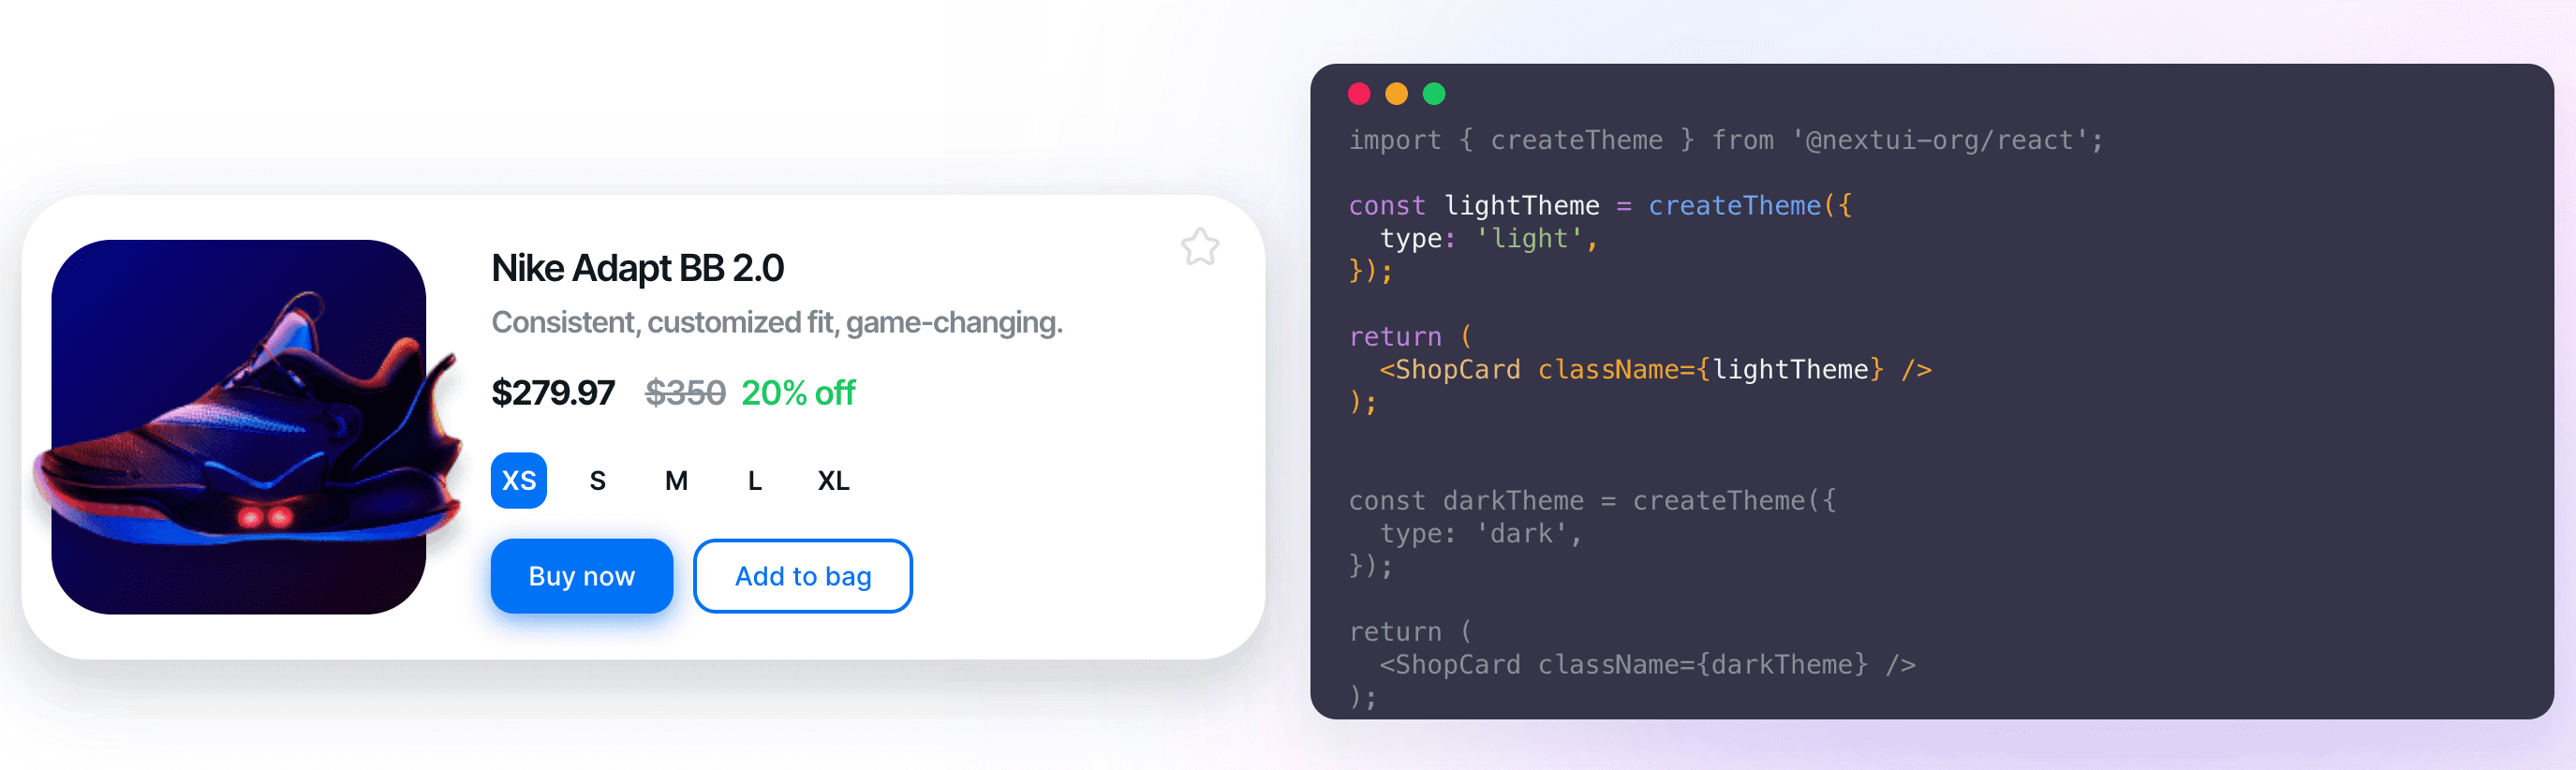 Nike Adapt BB 2.0
Consistent, customized fit, game-changing.
$279.97 $350 20% off
XS S M L XL
Buy now Add to bag
import { createTheme } from '@nextui-org/react';
const lightTheme = createTheme({
  type: 'light',
});
return (
  <ShopCard className={lightTheme} />
);
const darkTheme = createTheme({
  type: 'dark',
});
return (
  <ShopCard className={darkTheme} />
);